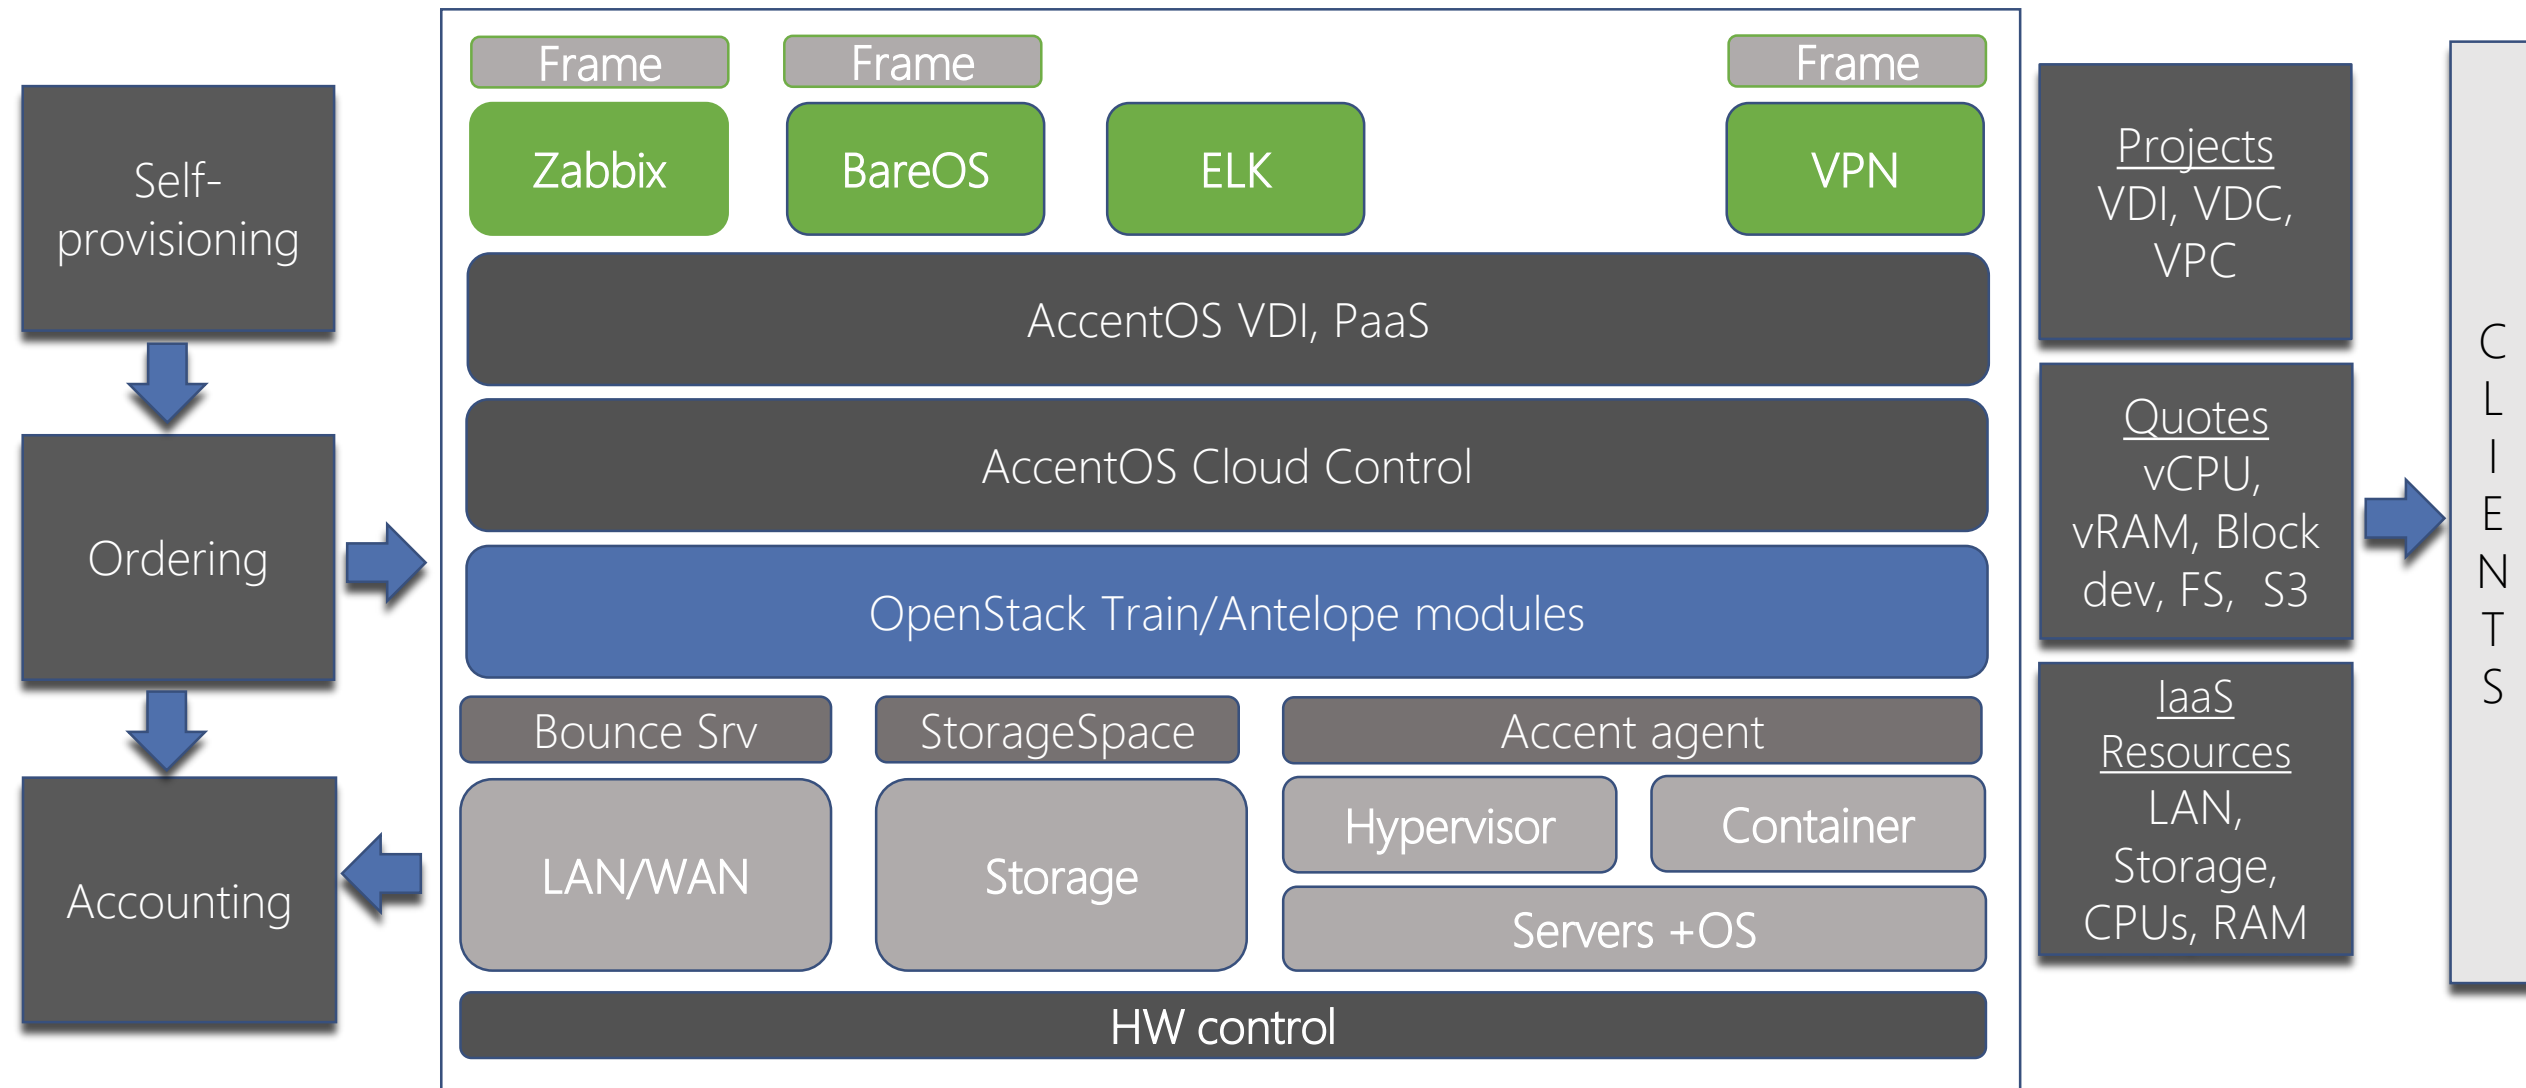 Self-
provisioning
Ordering
Accounting
Frame
Frame
Frame
Zabbix
BareOS
ELK
VPN
AccentOS VDI, PaaS
AccentOS Cloud Control
OpenStack Train/Antelope modules
Bounce Srv
StorageSpace
Accent agent
LAN/WAN
Storage
Hypervisor
Container
Servers +OS
HW control
Projects
VDI, VDC,
VPC
Quotes
vCPU,
vRAM, Block
dev, FS, S3
IaaS
Resources
LAN,
Storage,
CPUs, RAM
C
L
I
E
N
T
S